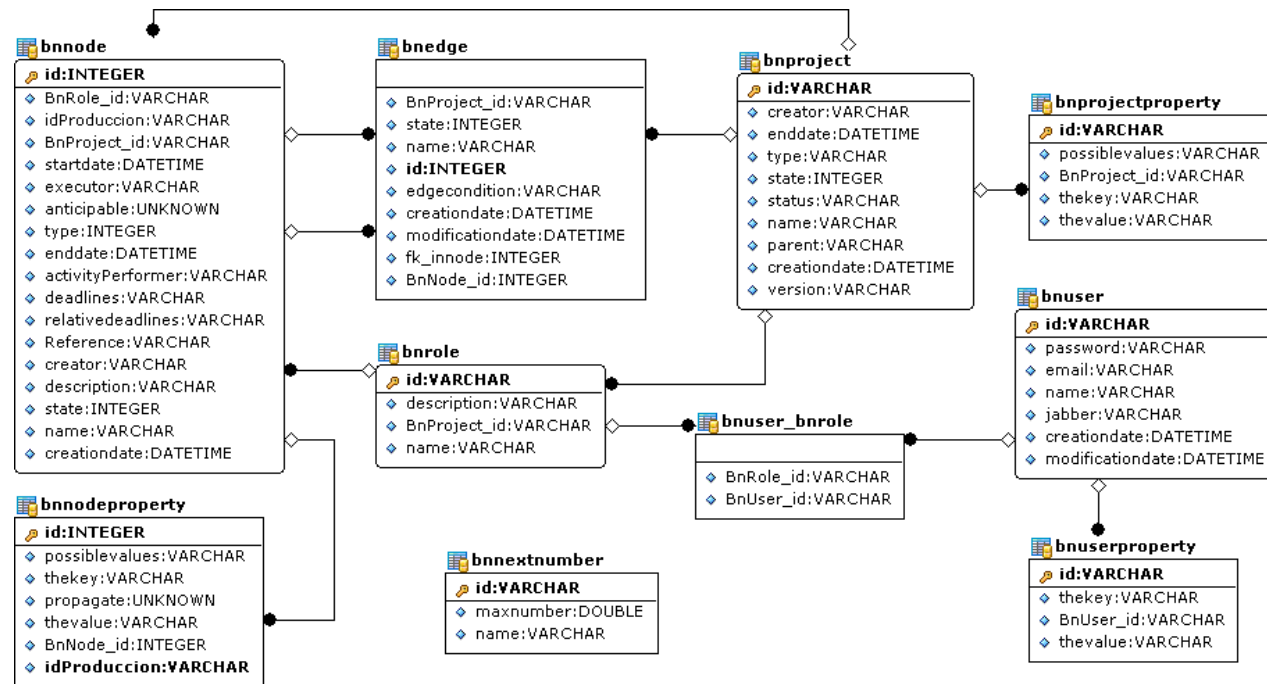 bnnode
id:INTEGER
BnRole_id:VARCHAR
idProduccion:VARCHAR
BnProject_id:VARCHAR
startdate:DATETIME
executor:VARCHAR
anticipable:UNKNOWN
type:INTEGER
enddate:DATETIME
activityPerformer:VARCHAR
deadlines:VARCHAR
relativedeadlines:VARCHAR
Reference:VARCHAR
creator:VARCHAR
description:VARCHAR
state:INTEGER
name:VARCHAR
creationdate:DATETIME
bnedge
BnProject_id:VARCHAR
state:INTEGER
name:VARCHAR
id:INTEGER
edgecondition:VARCHAR
creationdate:DATETIME
modificationdate:DATETIME
fk_innode:INTEGER
BnNode_id:INTEGER
bnproject
id:VARCHAR
creator:VARCHAR
enddate:DATETIME
type:VARCHAR
state:INTEGER
status:VARCHAR
name:VARCHAR
parent:VARCHAR
creationdate:DATETIME
version:VARCHAR
bnprojectproperty
id:VARCHAR
possiblevalues:VARCHAR
BnProject_id:VARCHAR
thekey:VARCHAR
thevalue:VARCHAR
bnrole
id:VARCHAR
description:VARCHAR
BnProject_id:VARCHAR
name:VARCHAR
bnuser_bnrole
BnRole_id:VARCHAR
BnUser_id:VARCHAR
bnuser
id:VARCHAR
password:VARCHAR
email:VARCHAR
name:VARCHAR
jabber:VARCHAR
creationdate:DATETIME
modificationdate:DATETIME
bnnodeproperty
id:INTEGER
possiblevalues:VARCHAR
thekey:VARCHAR
propagate:UNKNOWN
thevalue:VARCHAR
BnNode_id:INTEGER
idProduccion:VARCHAR
bnnextnumber
id:VARCHAR
maxnumber:DOUBLE
name:VARCHAR
bnuserproperty
id:VARCHAR
thekey:VARCHAR
BnUser_id:VARCHAR
thevalue:VARCHAR